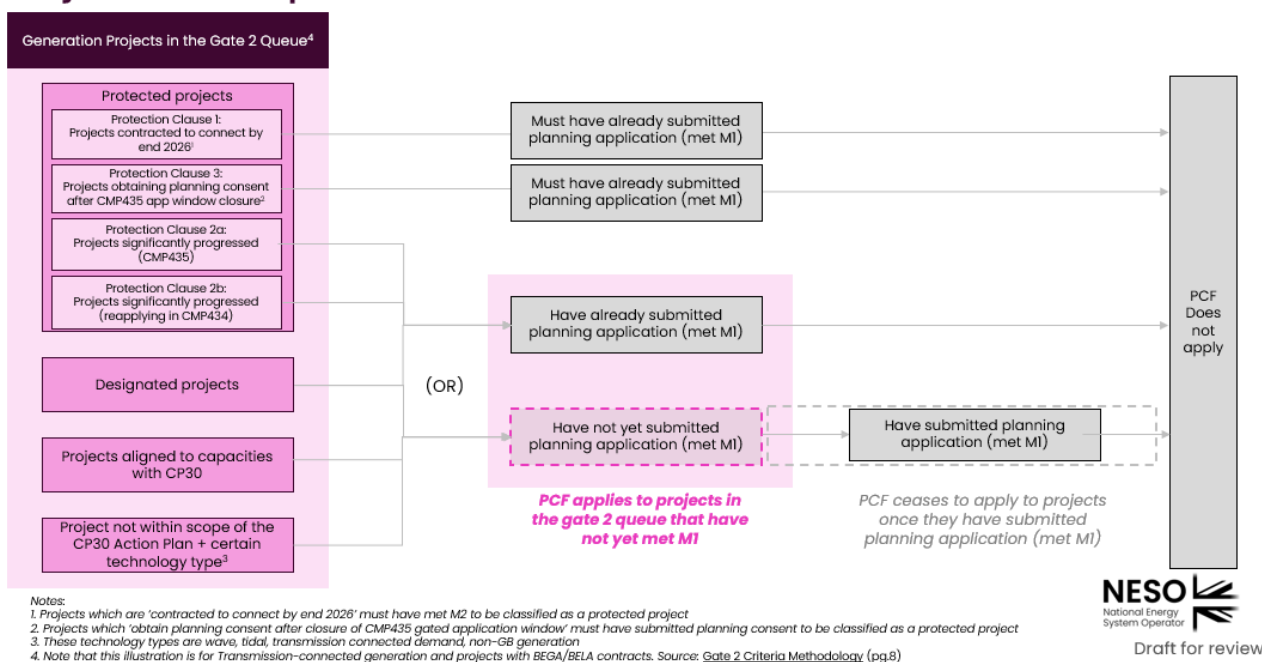 Generation Projects in the Gate 2 Queue⁴
Protected projects
Protection Clause 1:
Projects contracted to connect by
end 2026¹
Protection Clause 3:
Projects obtaining planning consent
after CMP435 app window closure²
Protection Clause 2a:
Projects significantly progressed
(CMP435)
Protection Clause 2b:
Projects significantly progressed
(reapplying in CMP434)
Designated projects
Projects aligned to capacities
with CP30
Project not within scope of the
CP30 Action Plan + certain
technology type³
Must have already submitted
planning application (met M1)
Must have already submitted
planning application (met M1)
Have already submitted
planning application (met M1)
(OR)
Have not yet submitted
planning application (met M1)
PCF applies to projects in
the gate 2 queue that have
not yet met M1
Have submitted planning
application (met M1)
PCF ceases to apply to projects
once they have submitted
planning application (met M1)
PCF
Does
not
apply
Notes:
1. Projects which are ‘contracted to connect by end 2026’ must have met M2 to be classified as a protected project
2. Projects which ‘obtain planning consent after closure of CMP435 gated application window’ must have submitted planning consent to be classified as a protected project
3. These technology types are wave, tidal, transmission connected demand, non-GB generation
4. Note that this illustration is for Transmission-connected generation and projects with BEGA/BELA contracts. Source: Gate 2 Criteria Methodology (pg.8)
NESO
National Energy
System Operator
Draft for review